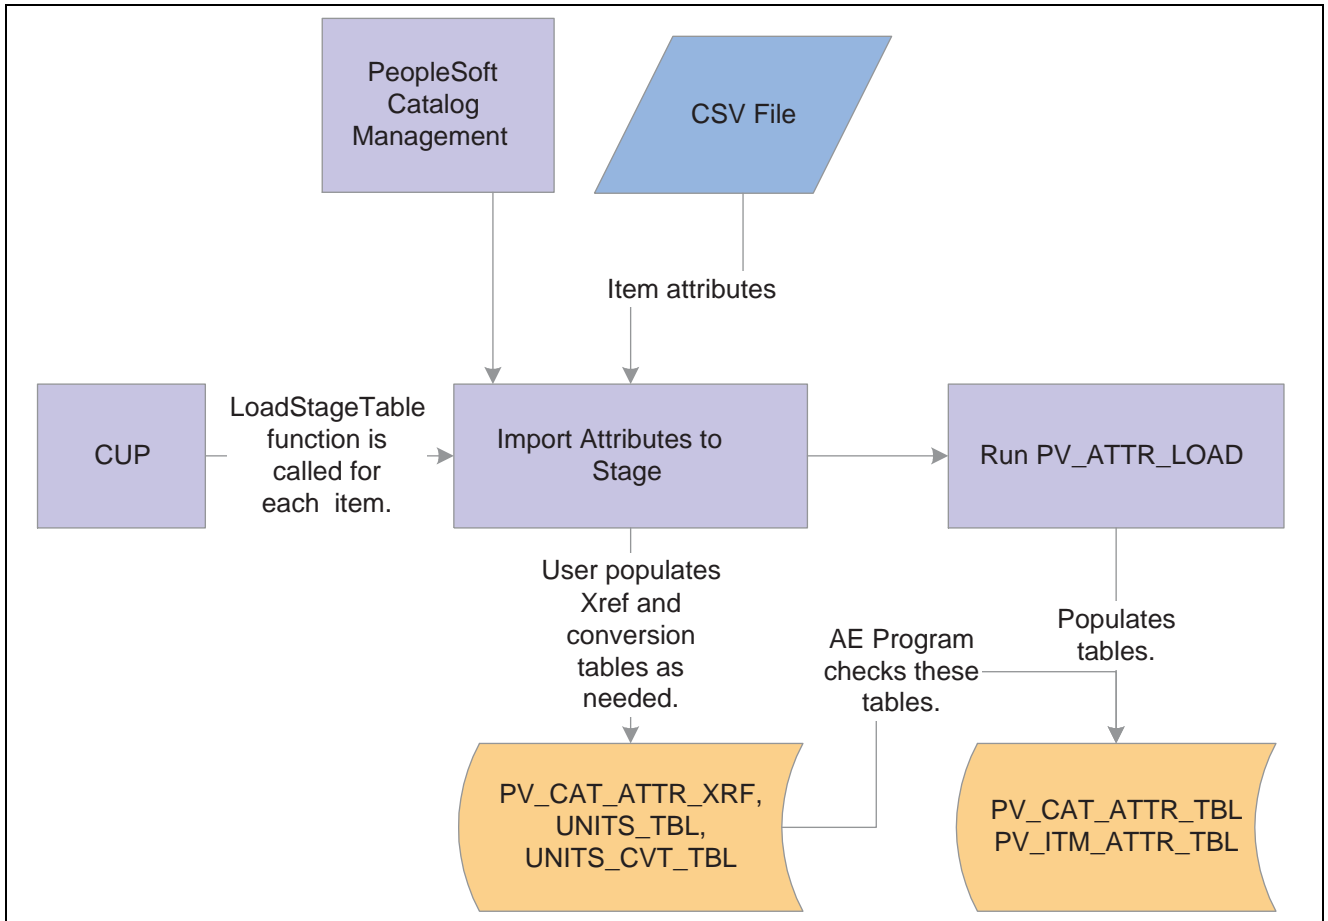 PeopleSoft
Catalog
Management
CSV File
Item attributes
CUP
LoadStageTable
function is
called for
each item.
Import Attributes to
Stage
Run PV_ATTR_LOAD
User populates
Xref and
conversion
tables as
needed.
AE Program
checks these
tables.
Populates
tables.
PV_CAT_ATTR_XRF,
UNITS_TBL,
UNITS_CVT_TBL
PV_CAT_ATTR_TBL
PV_ITM_ATTR_TBL